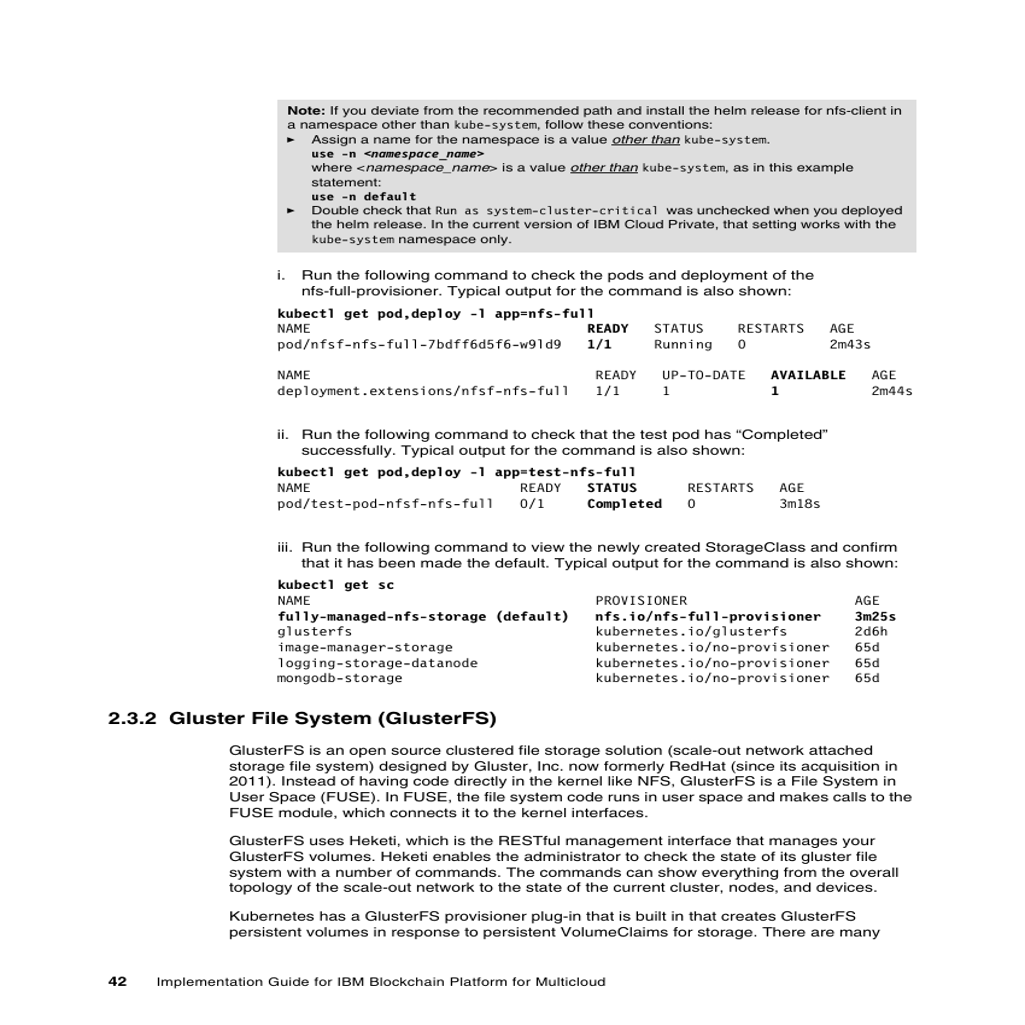 Note: If you deviate from the recommended path and install the helm release for nfs-client in
a namespace other than kube-system, follow these conventions:
► Assign a name for the namespace is a value other than kube-system.
use -n <namespace_name>
where <namespace_name> is a value other than kube-system, as in this example
statement:
use -n default
► Double check that Run as system-cluster-critical was unchecked when you deployed
the helm release. In the current version of IBM Cloud Private, that setting works with the
kube-system namespace only.
i. Run the following command to check the pods and deployment of the
nfs-full-provisioner. Typical output for the command is also shown:
kubectl get pod,deploy -l app=nfs-full
NAME READY STATUS RESTARTS AGE
pod/nfsf-nfs-full-7bdff6d5f6-w9ld9 1/1 Running 0 2m43s
NAME READY UP-TO-DATE AVAILABLE AGE
deployment.extensions/nfsf-nfs-full 1/1 1 1 2m44s
ii. Run the following command to check that the test pod has “Completed”
successfully. Typical output for the command is also shown:
kubectl get pod,deploy -l app=test-nfs-full
NAME READY STATUS RESTARTS AGE
pod/test-pod-nfsf-nfs-full 0/1 Completed 0 3m18s
iii. Run the following command to view the newly created StorageClass and confirm
that it has been made the default. Typical output for the command is also shown:
kubectl get sc
NAME PROVISIONER AGE
fully-managed-nfs-storage (default) nfs.io/nfs-full-provisioner 3m25s
glusterfs kubernetes.io/glusterfs 2d6h
image-manager-storage kubernetes.io/no-provisioner 65d
logging-storage-datanode kubernetes.io/no-provisioner 65d
mongodb-storage kubernetes.io/no-provisioner 65d
2.3.2 Gluster File System (GlusterFS)
GlusterFS is an open source clustered file storage solution (scale-out network attached
storage file system) designed by Gluster, Inc. now formerly RedHat (since its acquisition in
2011). Instead of having code directly in the kernel like NFS, GlusterFS is a File System in
User Space (FUSE). In FUSE, the file system code runs in user space and makes calls to the
FUSE module, which connects it to the kernel interfaces.
GlusterFS uses Heketi, which is the RESTful management interface that manages your
GlusterFS volumes. Heketi enables the administrator to check the state of its gluster file
system with a number of commands. The commands can show everything from the overall
topology of the scale-out network to the state of the current cluster, nodes, and devices.
Kubernetes has a GlusterFS provisioner plug-in that is built in that creates GlusterFS
persistent volumes in response to persistent VolumeClaims for storage. There are many
42 Implementation Guide for IBM Blockchain Platform for Multicloud